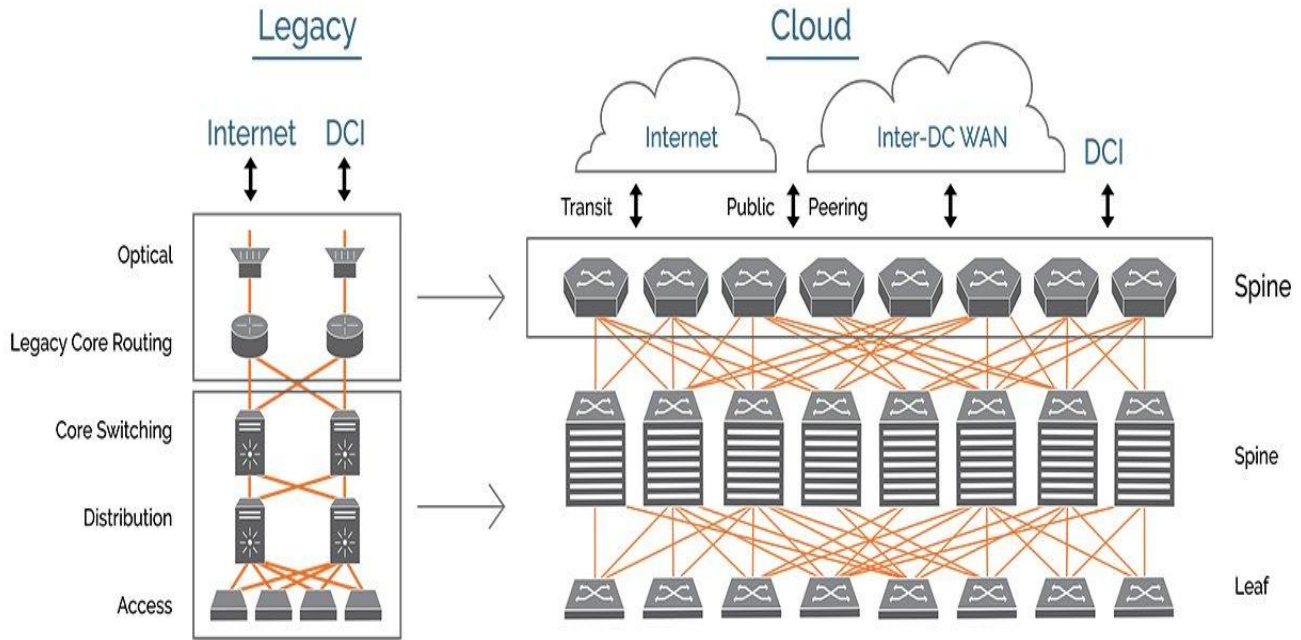 Legacy
Cloud
Internet
DCI
Internet
Inter-DC WAN
DCI
Transit
Public
Peering
Optical
Legacy Core Routing
Spine
Core Switching
Spine
Distribution
Access
Leaf